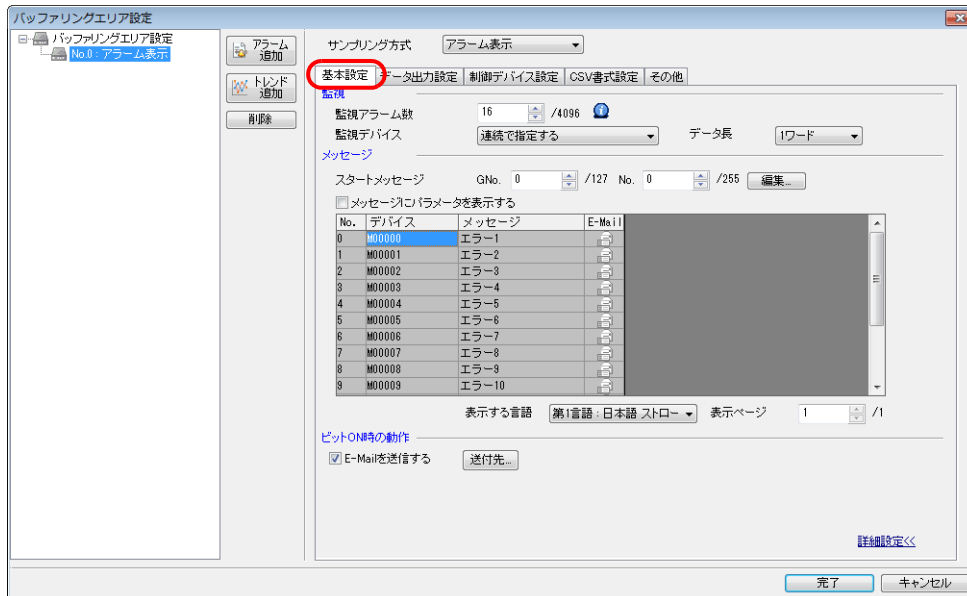 バッファリングエリア設定
バッファリングエリア設定
No.0 : アラーム表示
アラーム
追加
トレンド
追加
削除
サンプリング方式 アラーム表示
基本設定 データ出力設定 制御デバイス設定 CSV書式設定 その他
監視
監視アラーム数 16 /4096
監視デバイス 連続で指定する データ長 1ワード
メッセージ
スタートメッセージ GNo. 0 /127 No. 0 /255 編集...
メッセージにパラメータを表示する
No. デバイス メッセージ E-Mail
0 M00000 エラー1
1 M00001 エラー2
2 M00002 エラー3
3 M00003 エラー4
4 M00004 エラー5
5 M00005 エラー6
6 M00006 エラー7
7 M00007 エラー8
8 M00008 エラー9
9 M00009 エラー10
表示する言語 第1言語 : 日本語 ストロー 表示ページ 1 /1
ビットON時の動作
E-Mailを送信する 送付先...
詳細設定<<
完了 キャンセル